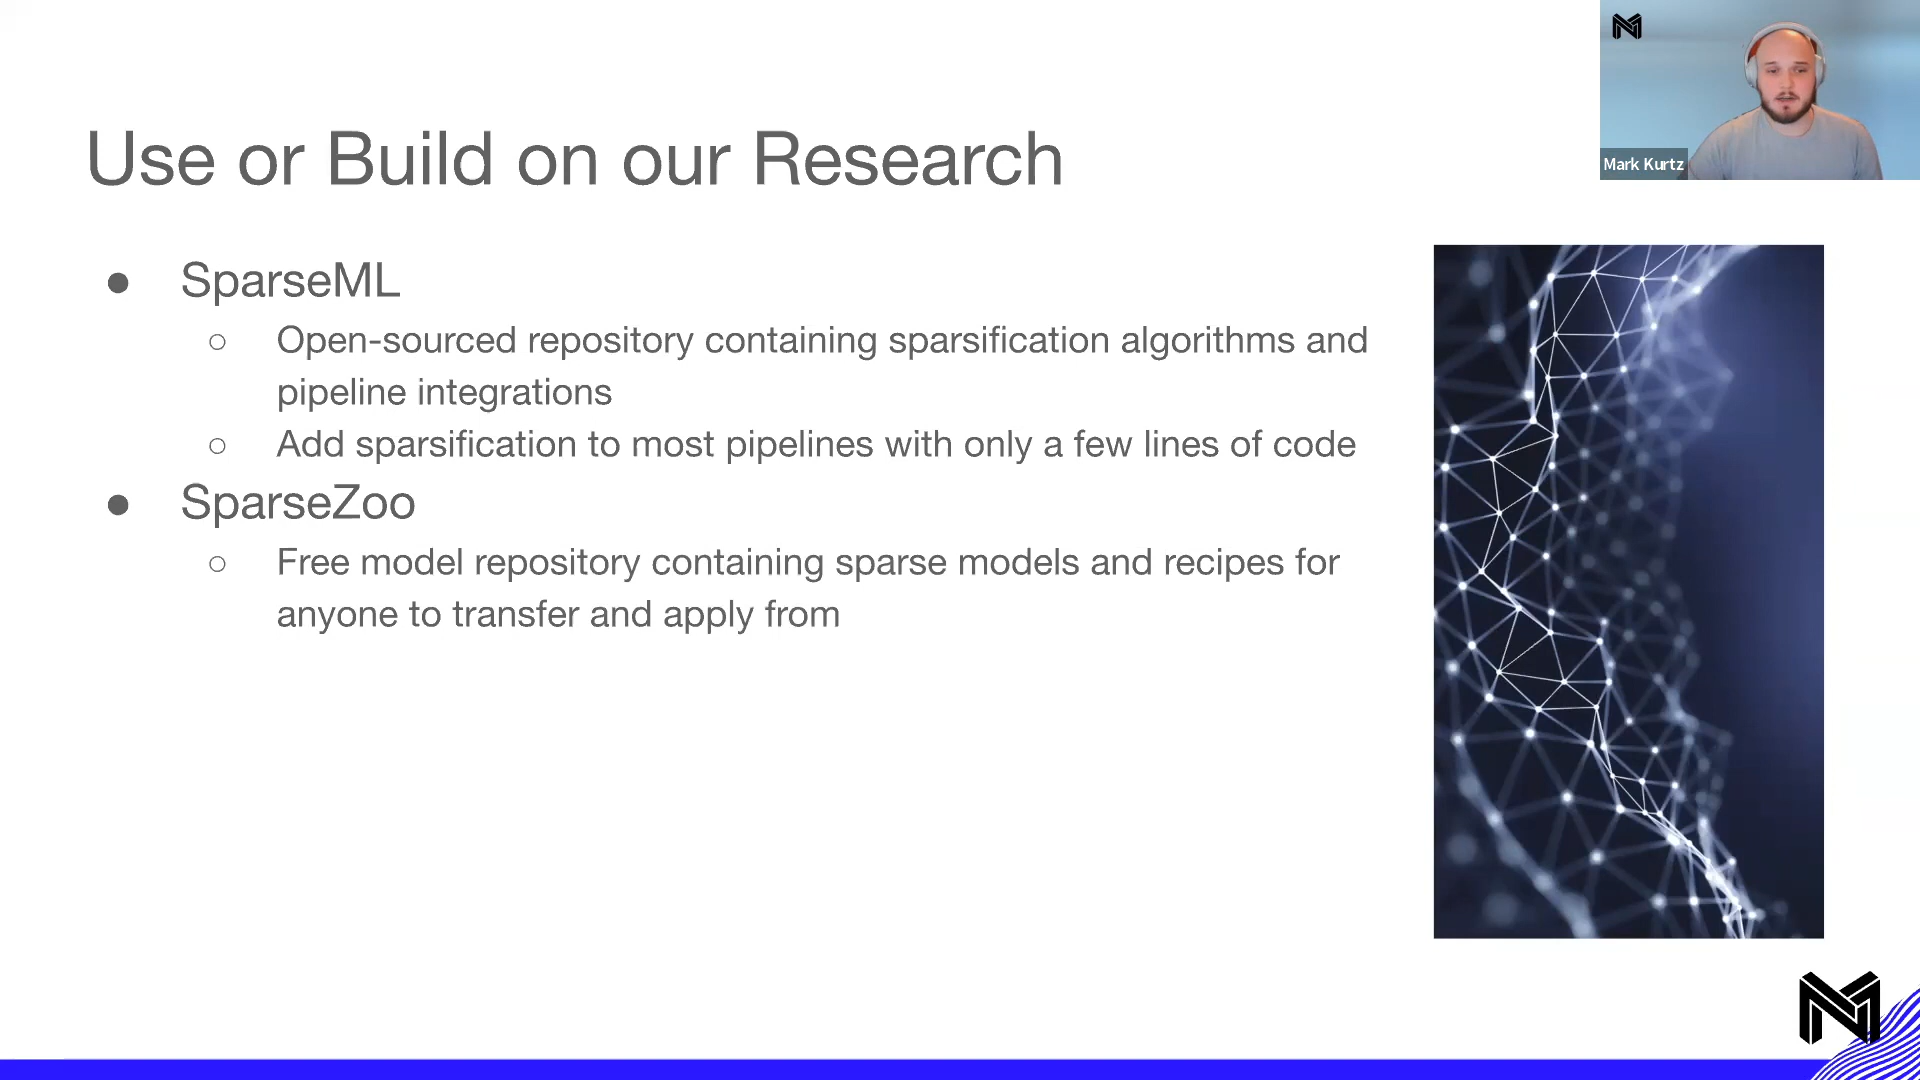 Use or Build on our Research
Mark Kurtz
● SparseML
○ Open-sourced repository containing sparsification algorithms and
pipeline integrations
○ Add sparsification to most pipelines with only a few lines of code
● SparseZoo
○ Free model repository containing sparse models and recipes for
anyone to transfer and apply from